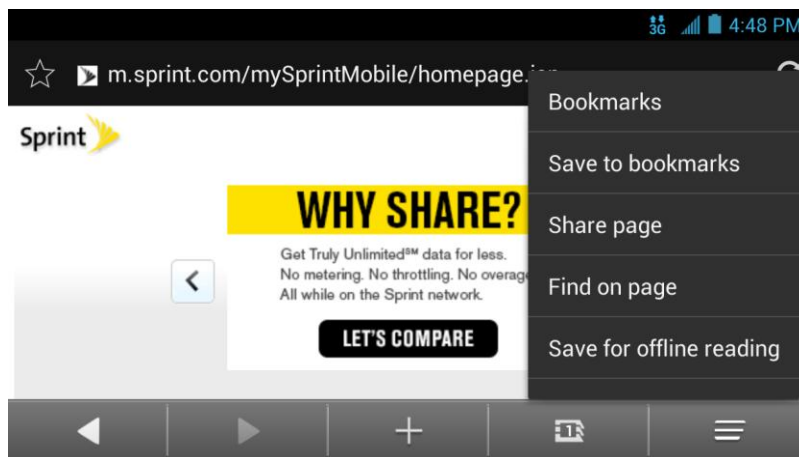 3G 4:48 PM
m.sprint.com/mySprintMobile/homepage.
Sprint
WHY SHARE?
Get Truly Unlimited℠ data for less.
No metering. No throttling. No overag
All while on the Sprint network.
LET'S COMPARE
Bookmarks
Save to bookmarks
Share page
Find on page
Save for offline reading
1